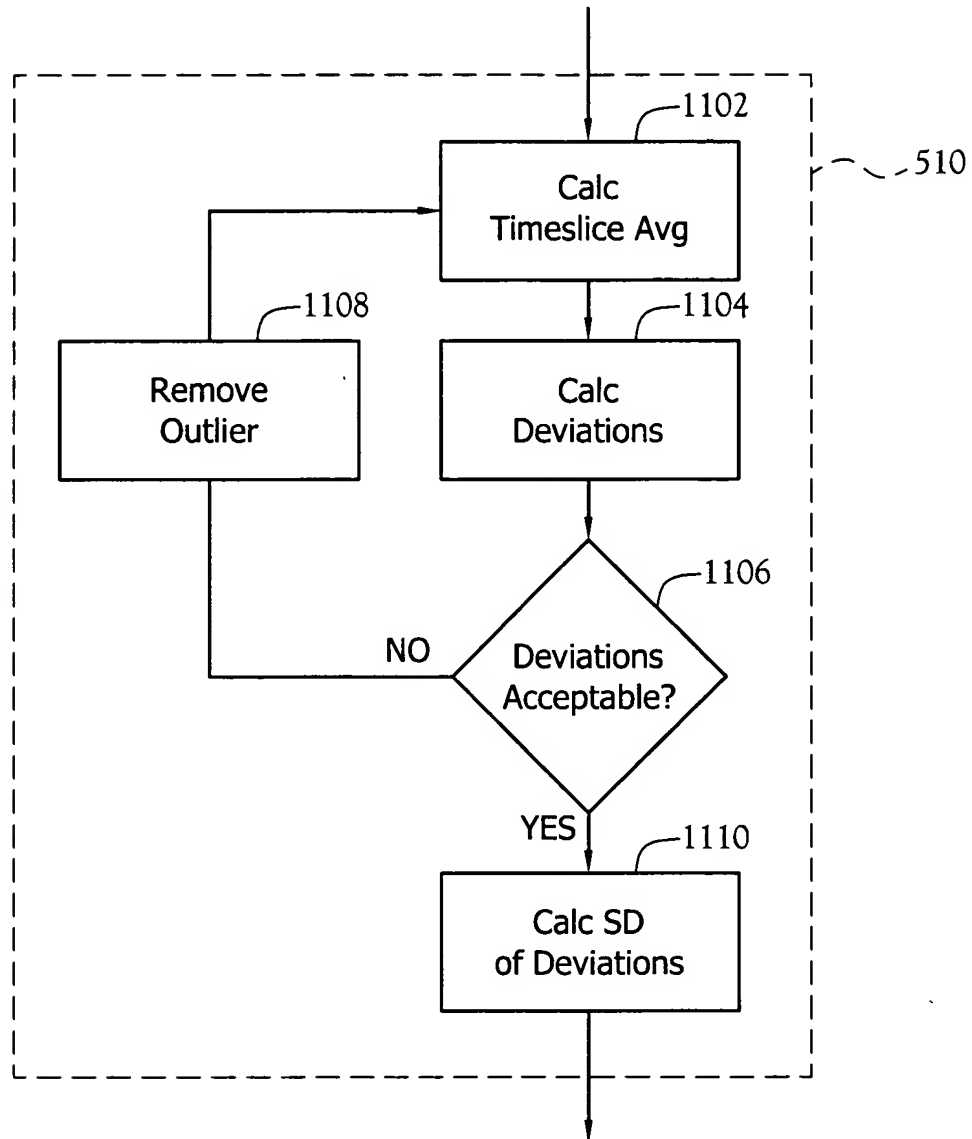 1102
510
Calc
Timeslice Avg
1108
1104
Remove
Outlier
Calc
Deviations
1106
NO
Deviations
Acceptable?
YES
1110
Calc SD
of Deviations